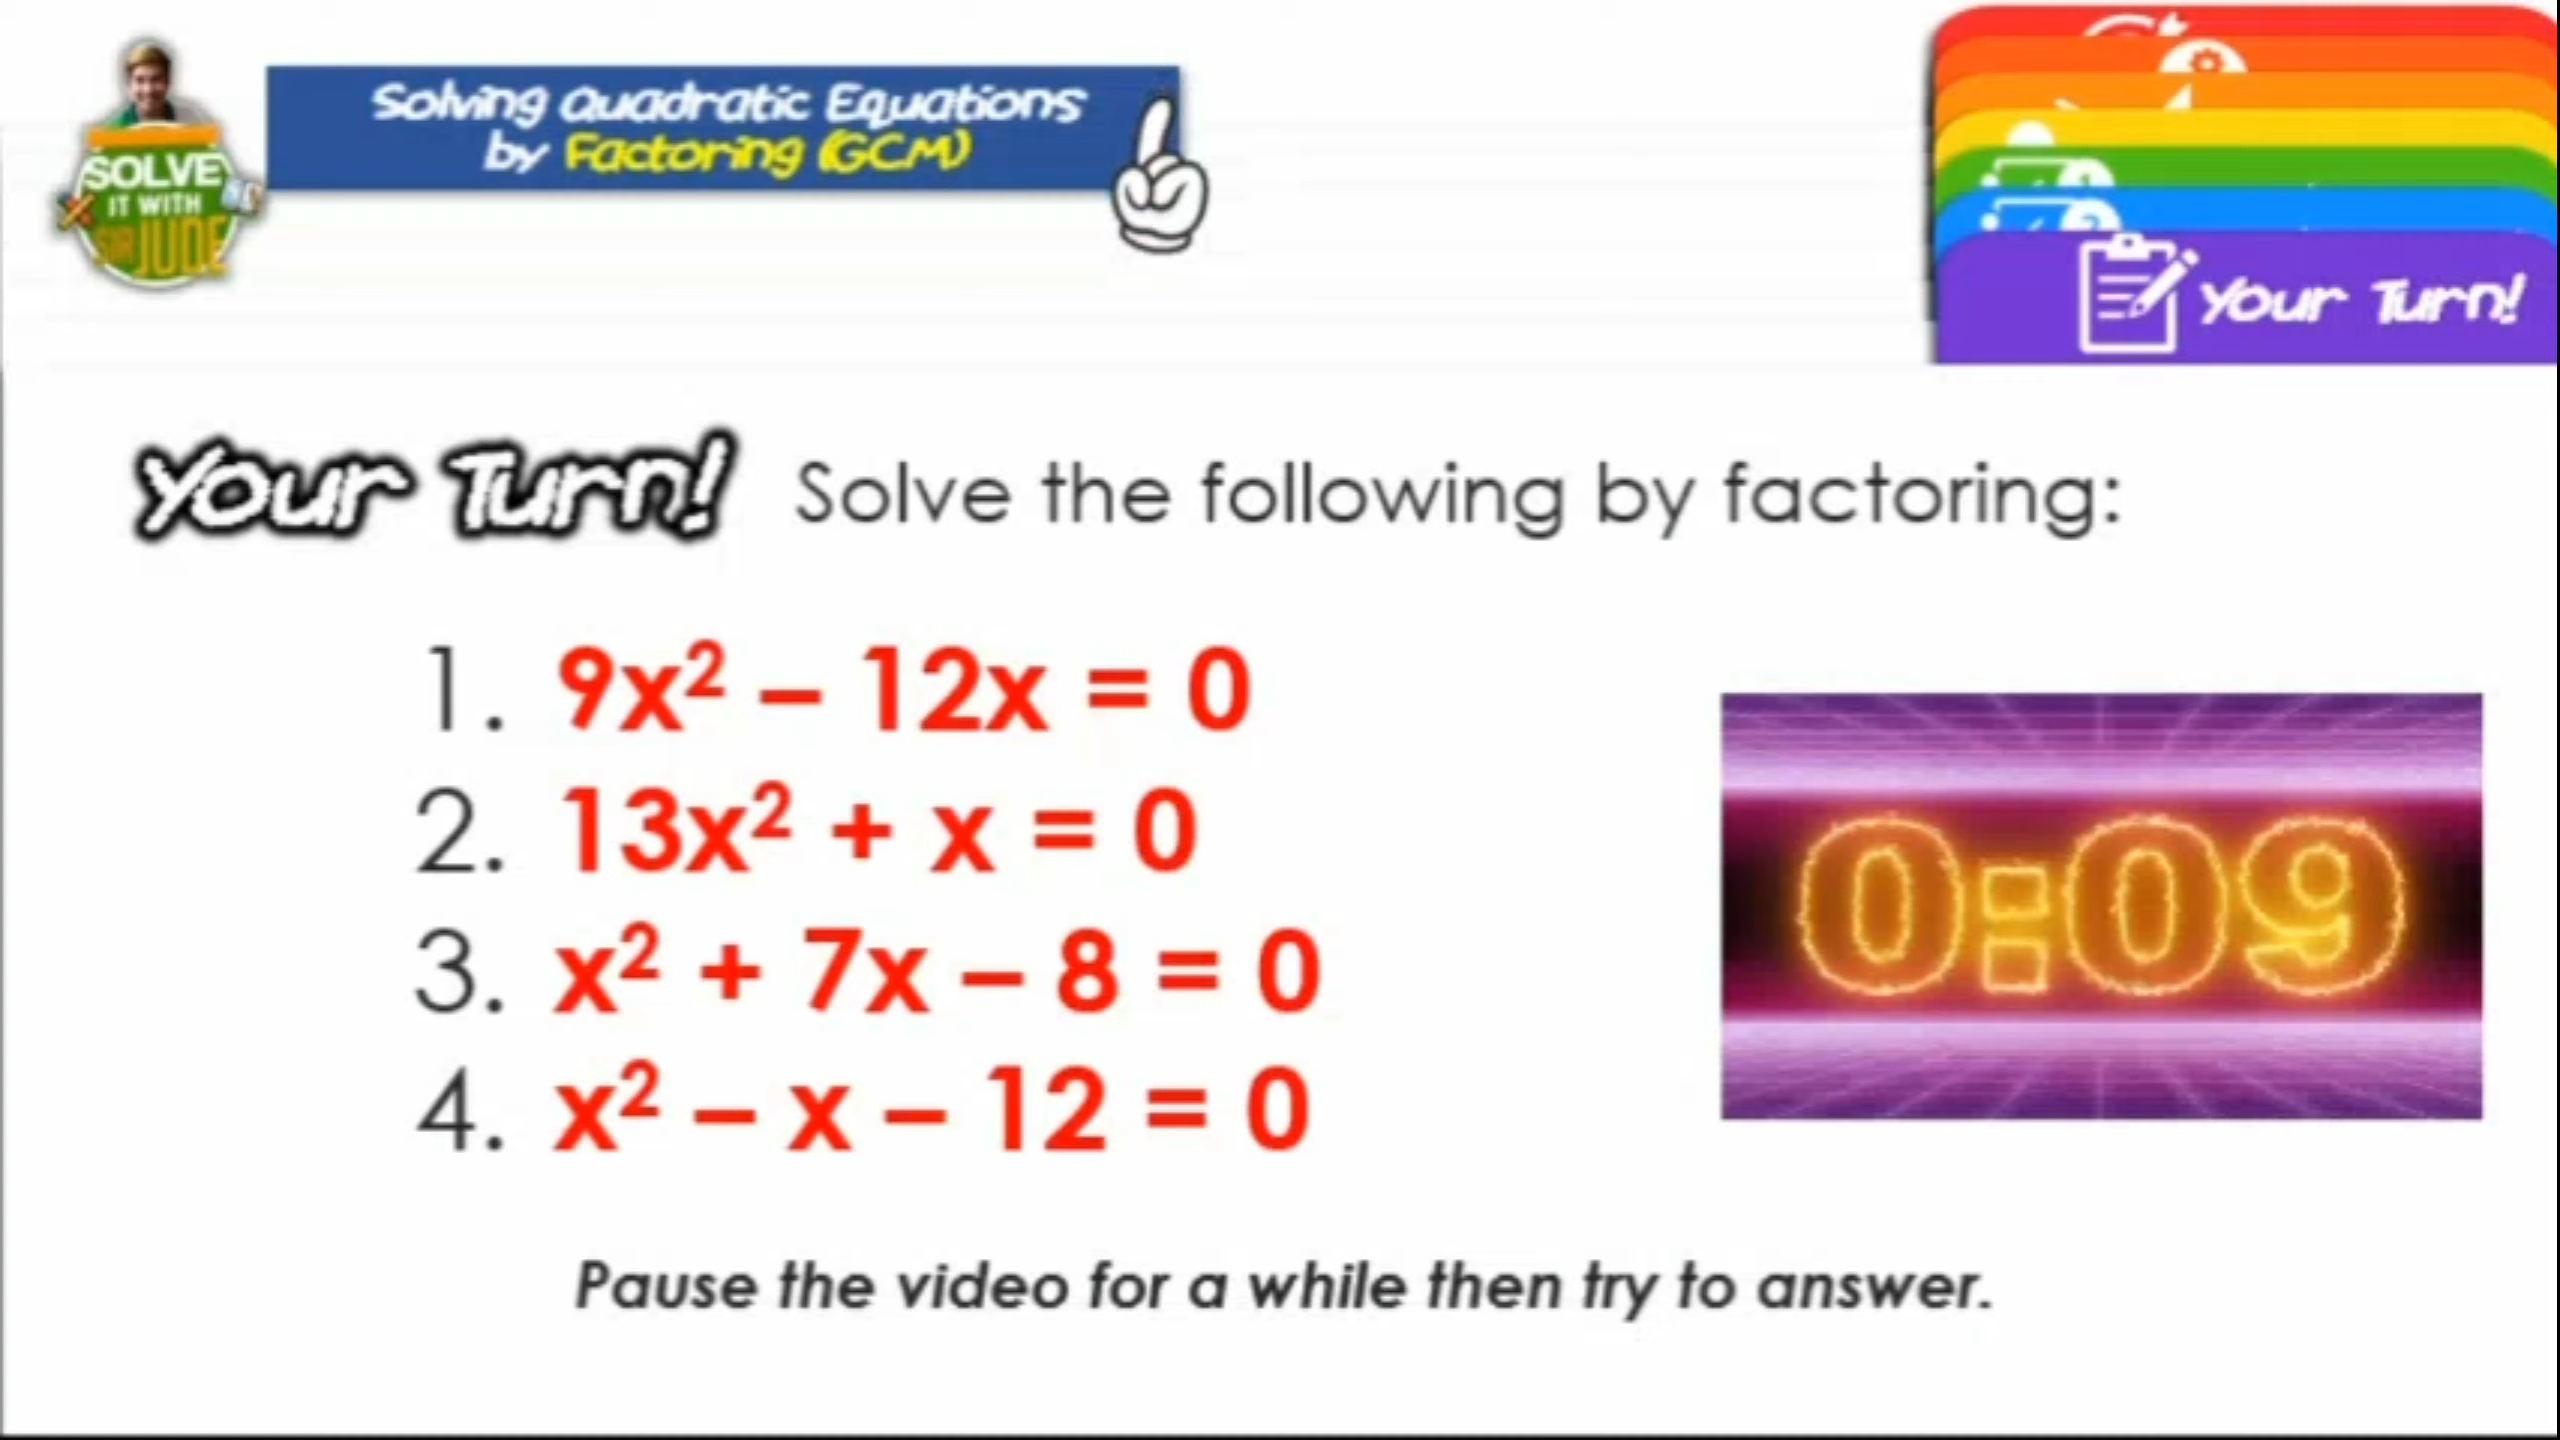 SOLVE
IT WITH
SIR JUDE
Solving Quadratic Equations
by Factoring (GCM)
Your Turn!
Your Turn! Solve the following by factoring:
1. 9x² – 12x = 0
2. 13x² + x = 0
3. x² + 7x – 8 = 0
4. x² – x – 12 = 0
0:09
Pause the video for a while then try to answer.